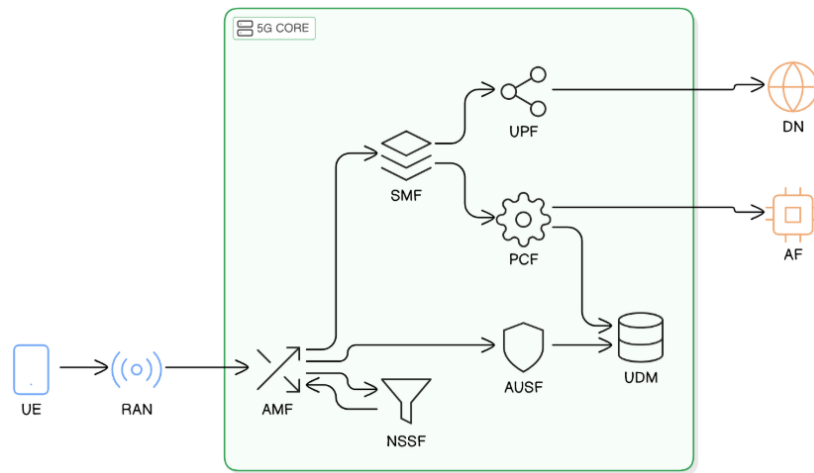 5G CORE
UPF
DN
SMF
PCF
AF
UE
RAN
AMF
AUSF
UDM
NSSF